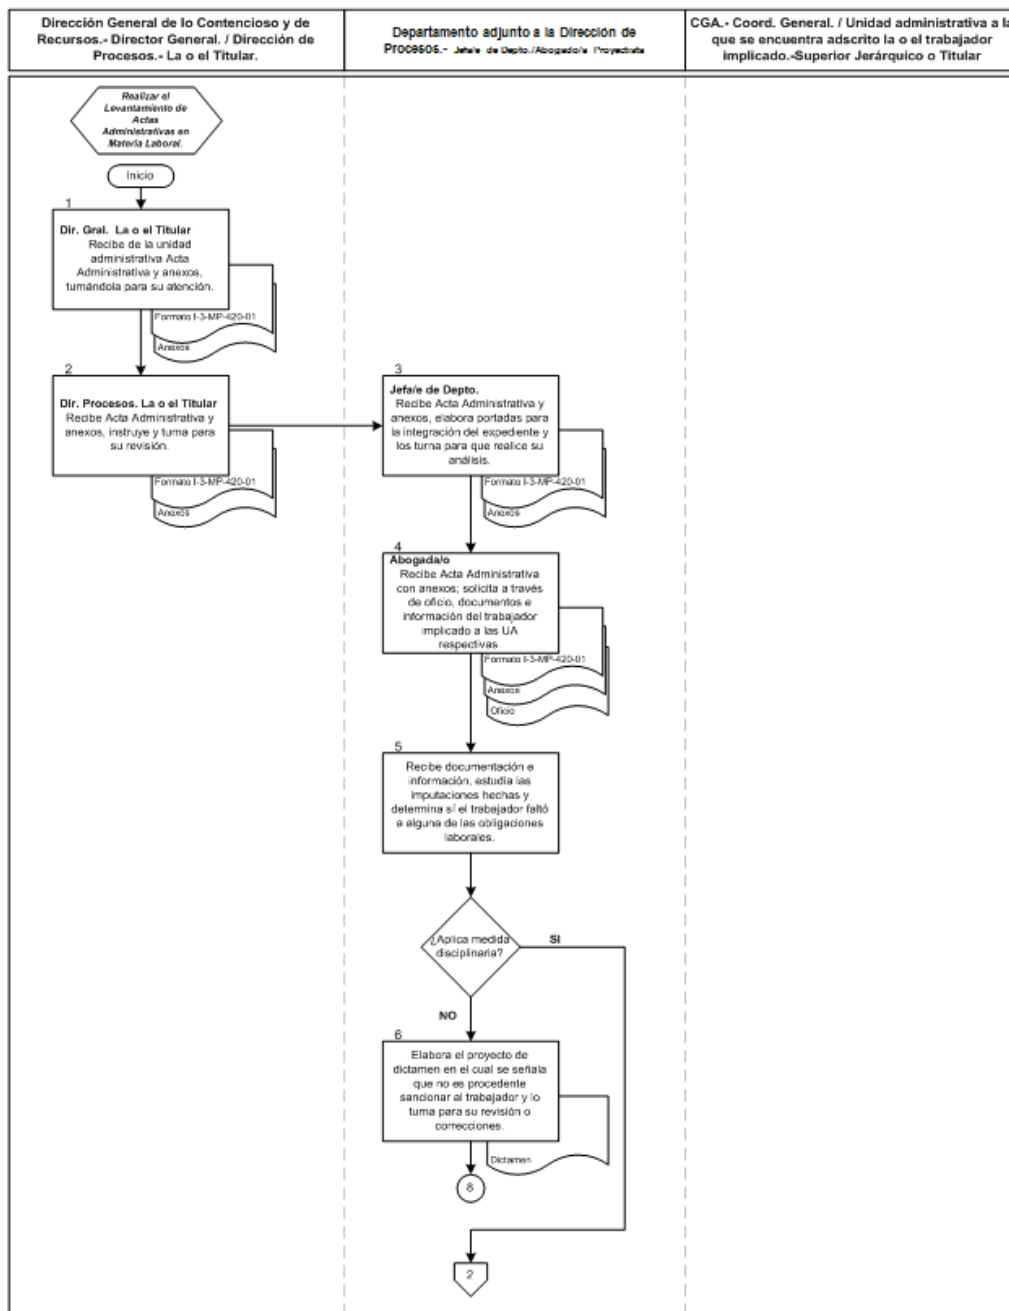 Dirección General de lo Contencioso y de
Recursos.- Director General. / Dirección de
Procesos.- La o el Titular.
Departamento adjunto a la Dirección de
Procesos.- Jefa/e de Depto./Abogado/a Proyectista
CGA.- Coord. General. / Unidad administrativa a la
que se encuentra adscrito la o el trabajador
implicado.-Superior Jerárquico o Titular
Realizar el
Levantamiento de
Actas
Administrativas en
Materia Laboral.
Inicio
1
Dir. Gral. La o el Titular
Recibe de la unidad
administrativa Acta
Administrativa y anexos,
turnándola para su atención.
Formato I-3-MP-420-01
Anexos
2
Dir. Procesos. La o el Titular
Recibe Acta Administrativa y
anexos, instruye y turna para
su revisión.
Formato I-3-MP-420-01
Anexos
3
Jefa/e de Depto.
Recibe Acta Administrativa y
anexos, elabora portadas para
la integración del expediente y
los turna para que realice su
análisis.
Formato I-3-MP-420-01
Anexos
4
Abogada/o
Recibe Acta Administrativa
con anexos; solicita a través
de oficio, documentos e
información del trabajador
implicado a las UA
respectivas
Formato I-3-MP-420-01
Anexos
Oficio
5
Recibe documentación e
información, estudia las
imputaciones hechas y
determina sí el trabajador faltó
a alguna de las obligaciones
laborales.
¿Aplica medida
disciplinaria?
SI
NO
6
Elabora el proyecto de
dictamen en el cual se señala
que no es procedente
sancionar al trabajador y lo
turna para su revisión o
correcciones.
Dictamen
8
2